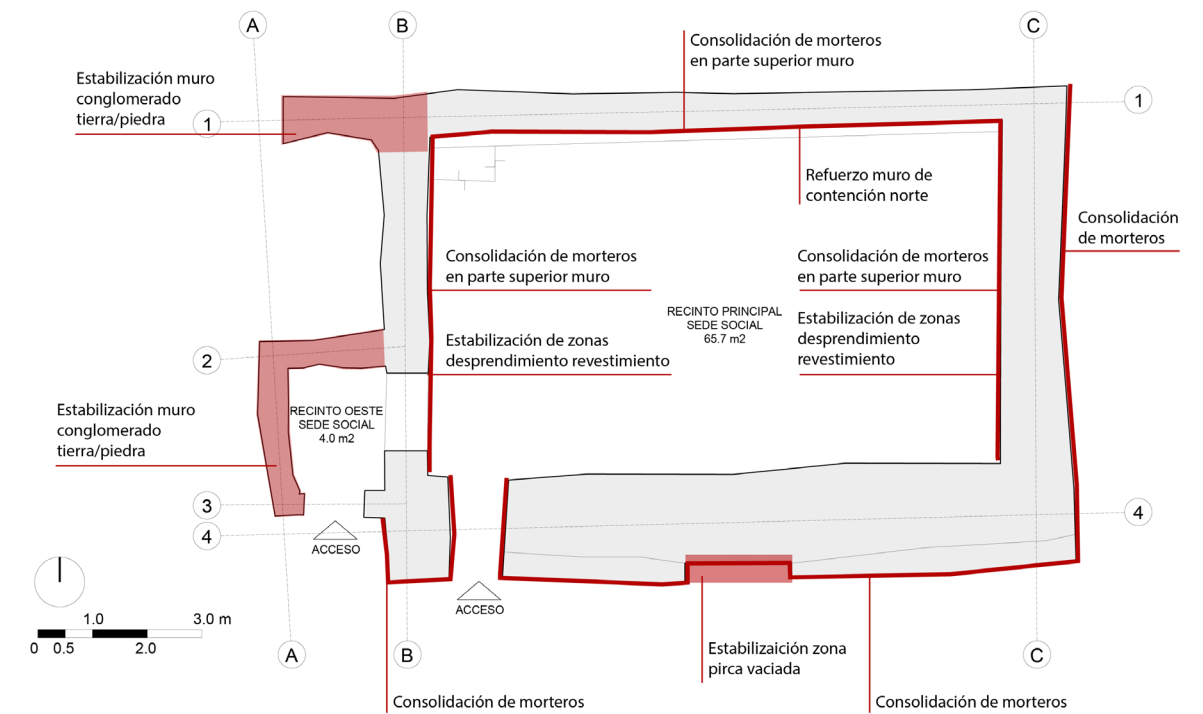 A
B
C
Consolidación de morteros
en parte superior muro
Estabilización muro
conglomerado
tierra/piedra
1
1
Refuerzo muro de
contención norte
Consolidación
de morteros
Consolidación de morteros
en parte superior muro
Consolidación de morteros
en parte superior muro
RECINTO PRINCIPAL
SEDE SOCIAL
65.7 m2
Estabilización de zonas
desprendimiento revestimiento
Estabilización de zonas
desprendimiento
revestimiento
2
Estabilización muro
conglomerado
tierra/piedra
RECINTO OESTE
SEDE SOCIAL
4.0 m2
3
4
4
ACCESO
ACCESO
1.0
3.0 m
0
0.5
2.0
A
B
C
Estabilizaición zona
pirca vaciada
Consolidación de morteros
Consolidación de morteros